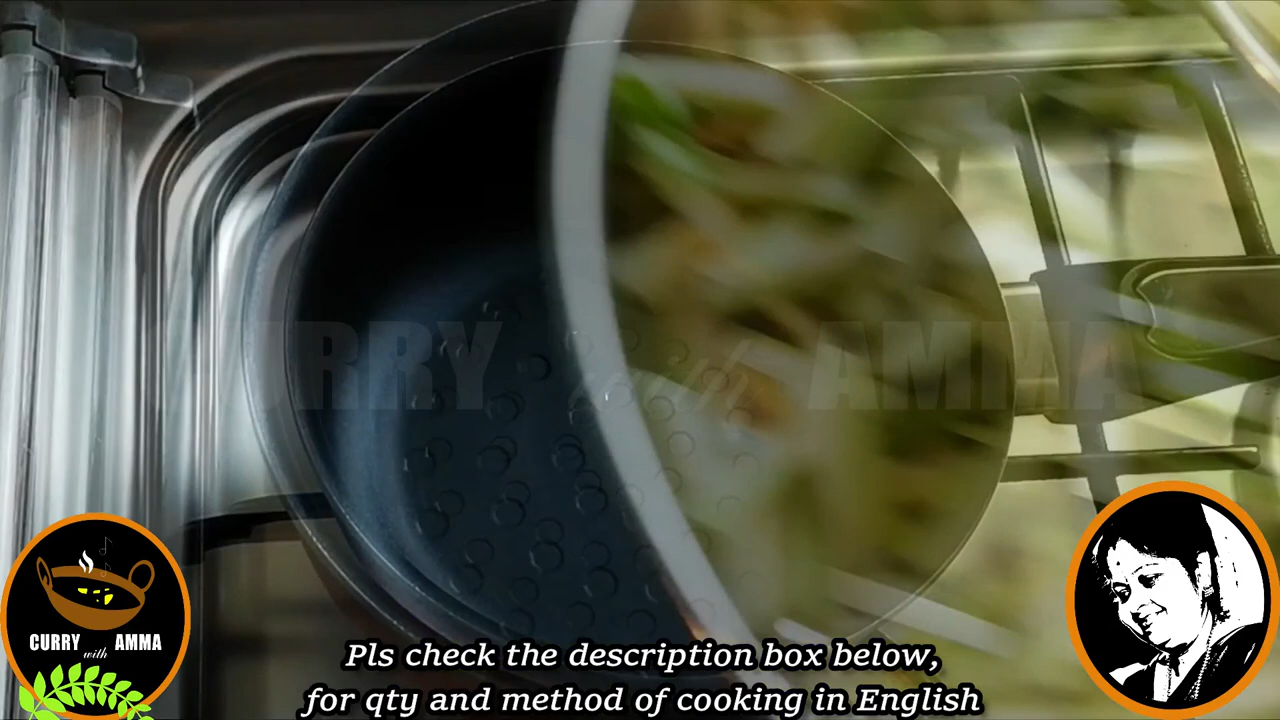 CURRY with AMMA
CURRY with AMMA
Pls check the description box below,
for qty and method of cooking in English